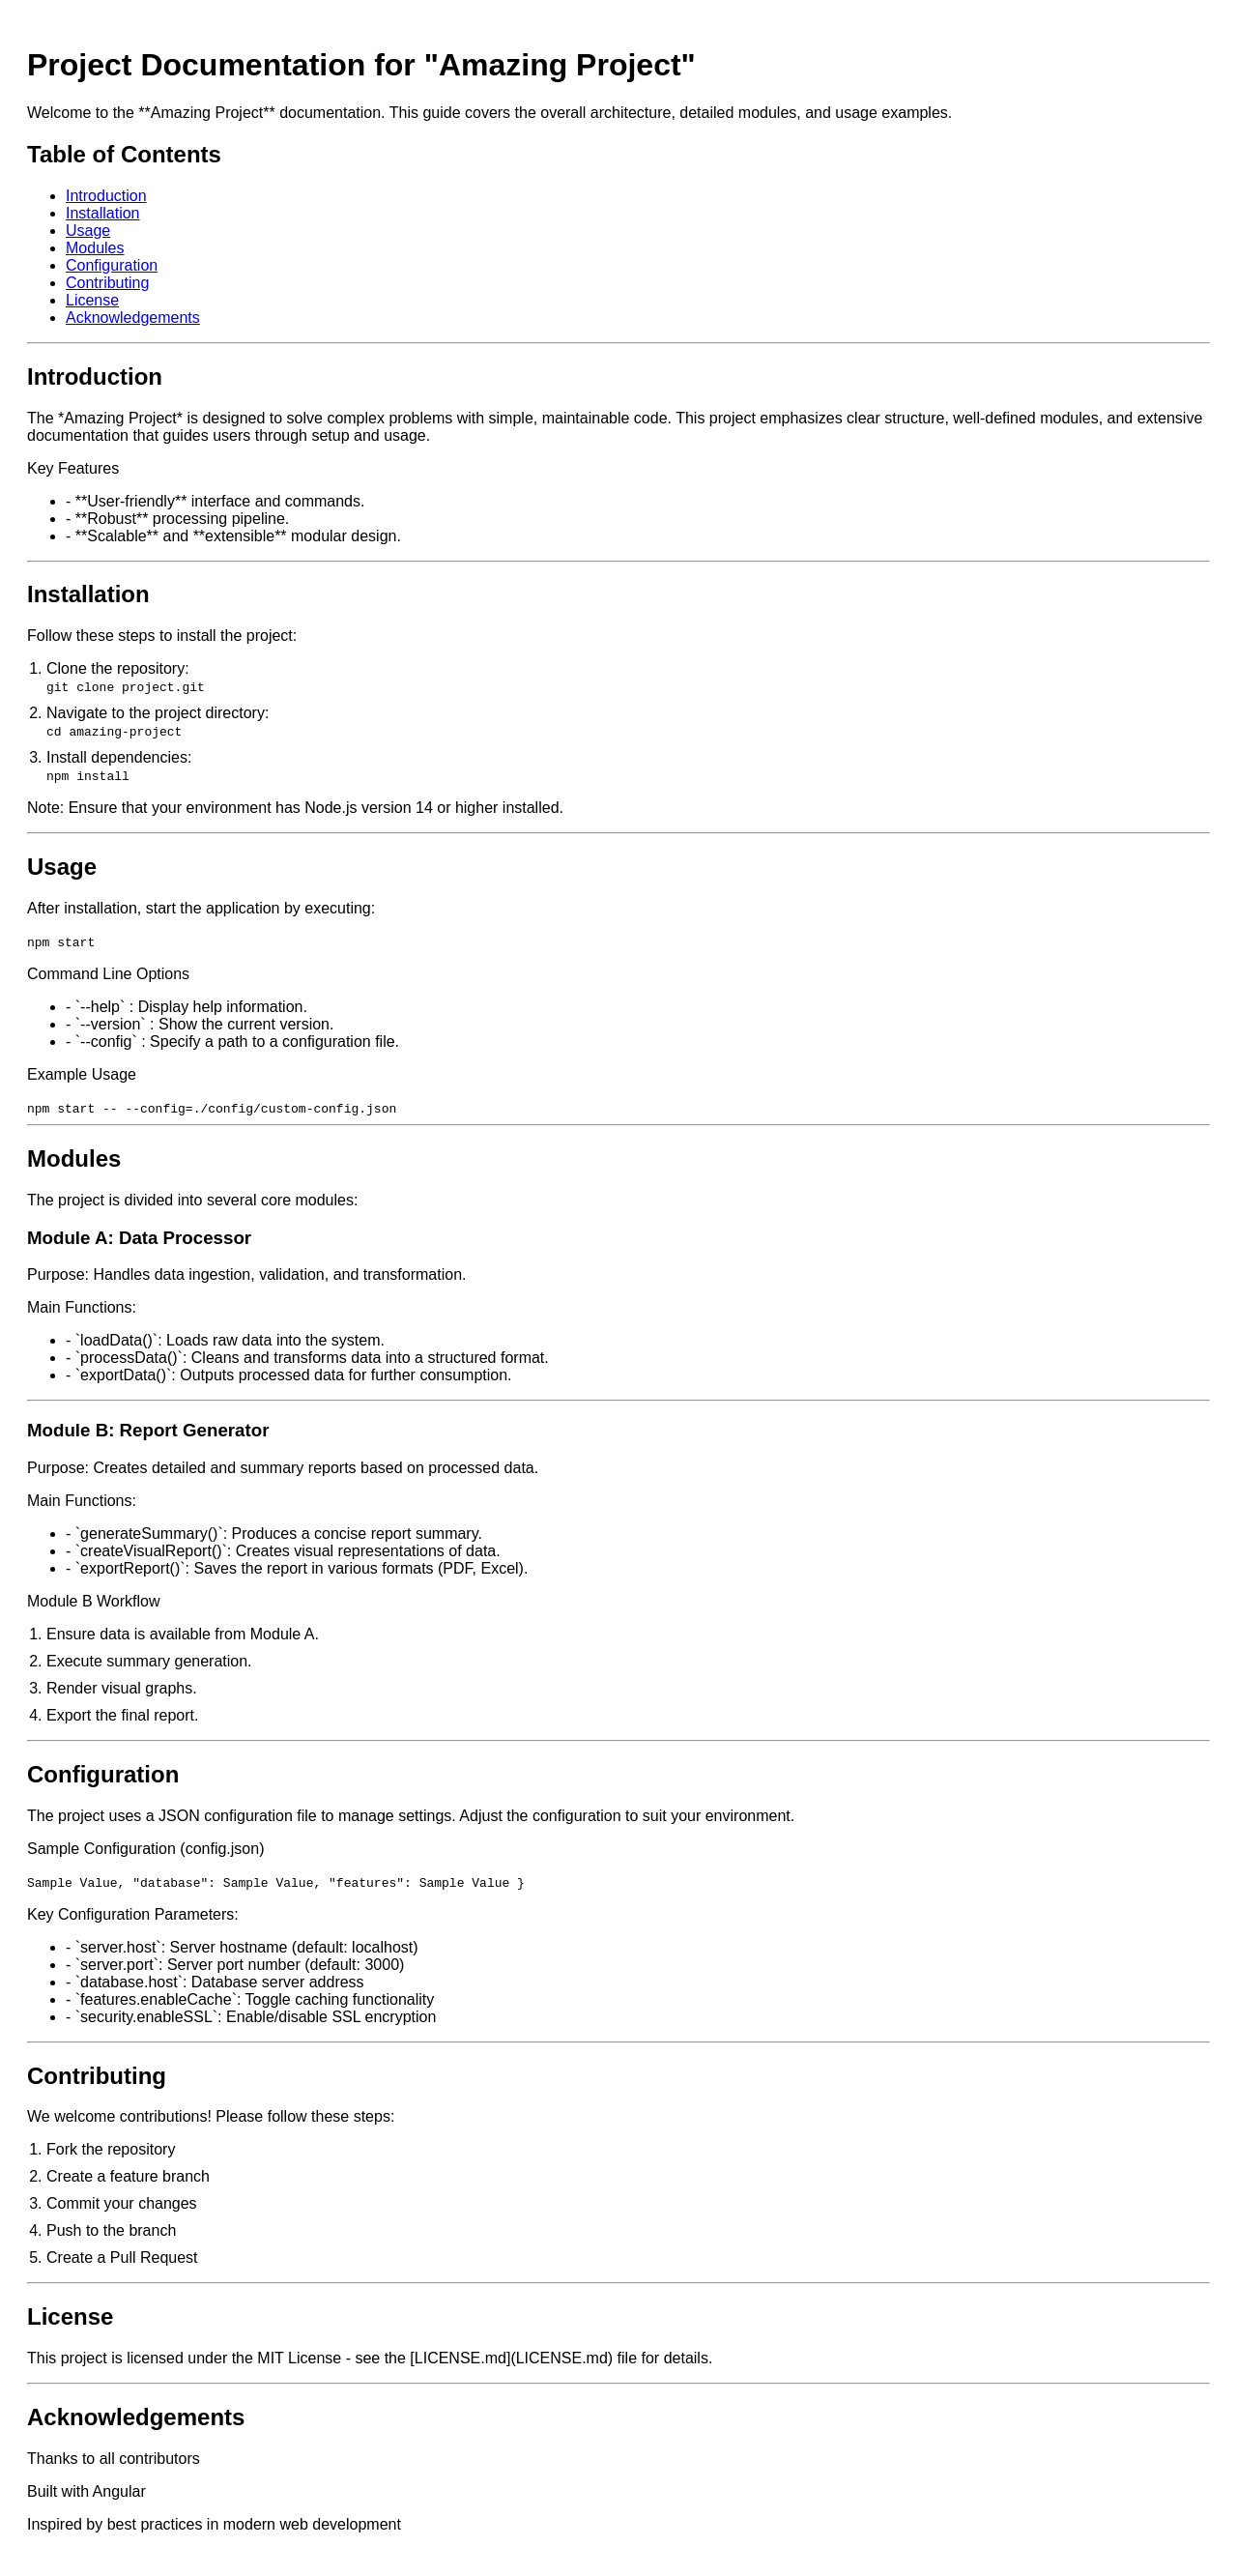 Project Documentation for "Amazing Project"
Welcome to the **Amazing Project** documentation. This guide covers the overall architecture, detailed modules, and usage examples.
Table of Contents
• Introduction
• Installation
• Usage
• Modules
• Configuration
• Contributing
• License
• Acknowledgements
Introduction
The *Amazing Project* is designed to solve complex problems with simple, maintainable code. This project emphasizes clear structure, well-defined modules, and extensive
documentation that guides users through setup and usage.
Key Features
• - **User-friendly** interface and commands.
• - **Robust** processing pipeline.
• - **Scalable** and **extensible** modular design.
Installation
Follow these steps to install the project:
1. Clone the repository:
git clone project.git
2. Navigate to the project directory:
cd amazing-project
3. Install dependencies:
npm install
Note: Ensure that your environment has Node.js version 14 or higher installed.
Usage
After installation, start the application by executing:
npm start
Command Line Options
• - `--help` : Display help information.
• - `--version` : Show the current version.
• - `--config` : Specify a path to a configuration file.
Example Usage
npm start -- --config=./config/custom-config.json
Modules
The project is divided into several core modules:
Module A: Data Processor
Purpose: Handles data ingestion, validation, and transformation.
Main Functions:
• - `loadData()`: Loads raw data into the system.
• - `processData()`: Cleans and transforms data into a structured format.
• - `exportData()`: Outputs processed data for further consumption.
Module B: Report Generator
Purpose: Creates detailed and summary reports based on processed data.
Main Functions:
• - `generateSummary()`: Produces a concise report summary.
• - `createVisualReport()`: Creates visual representations of data.
• - `exportReport()`: Saves the report in various formats (PDF, Excel).
Module B Workflow
1. Ensure data is available from Module A.
2. Execute summary generation.
3. Render visual graphs.
4. Export the final report.
Configuration
The project uses a JSON configuration file to manage settings. Adjust the configuration to suit your environment.
Sample Configuration (config.json)
Sample Value, "database": Sample Value, "features": Sample Value }
Key Configuration Parameters:
• - `server.host`: Server hostname (default: localhost)
• - `server.port`: Server port number (default: 3000)
• - `database.host`: Database server address
• - `features.enableCache`: Toggle caching functionality
• - `security.enableSSL`: Enable/disable SSL encryption
Contributing
We welcome contributions! Please follow these steps:
1. Fork the repository
2. Create a feature branch
3. Commit your changes
4. Push to the branch
5. Create a Pull Request
License
This project is licensed under the MIT License - see the [LICENSE.md](LICENSE.md) file for details.
Acknowledgements
Thanks to all contributors
Built with Angular
Inspired by best practices in modern web development